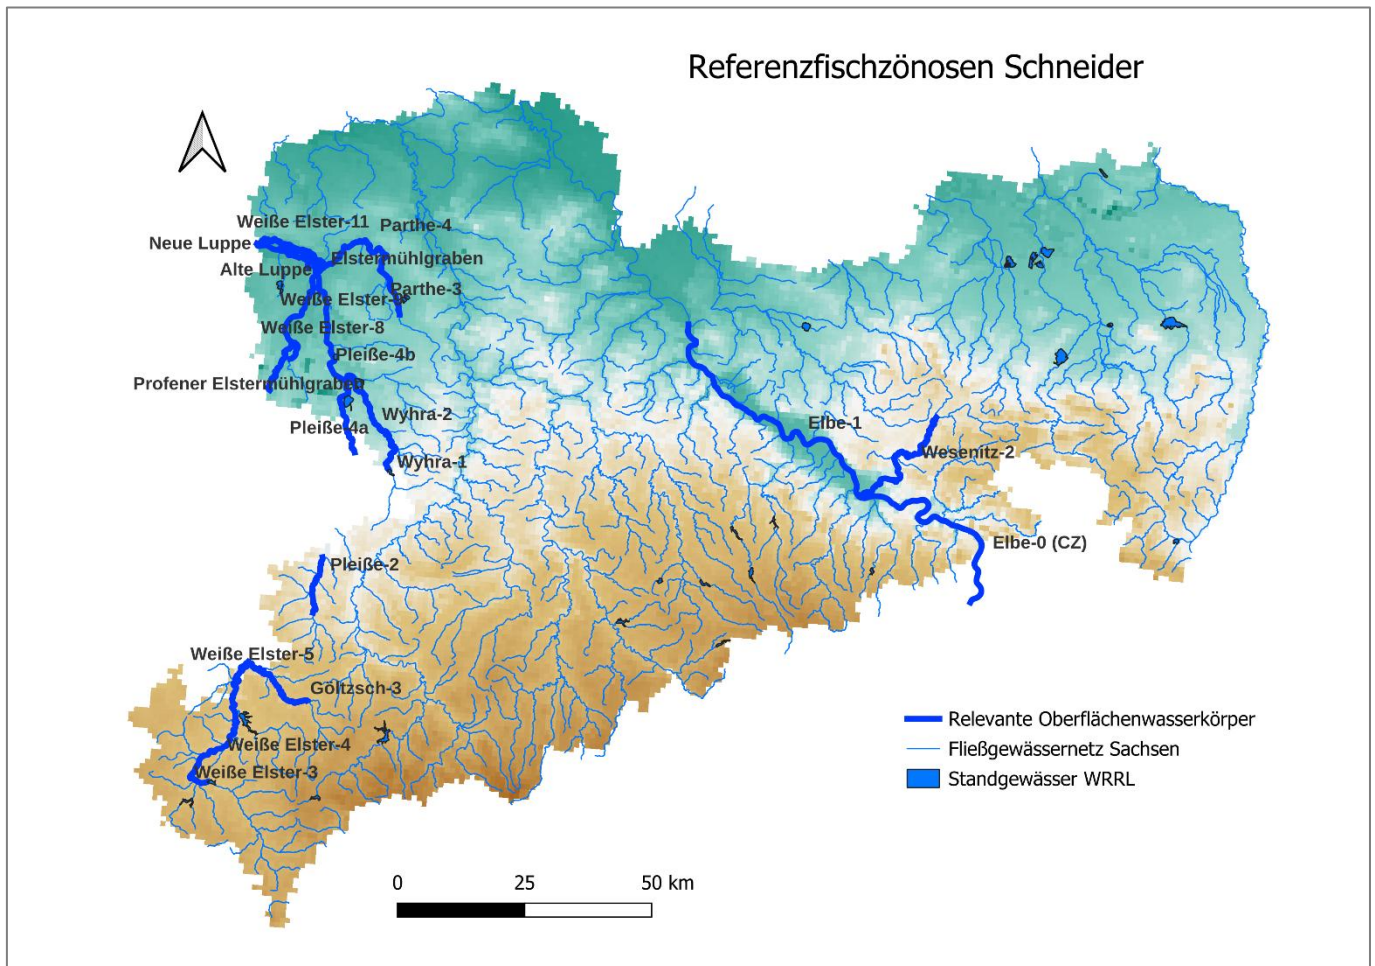 Referenzfischzönosen Schneider
Weiße Elster-11
Parthe-4
Neue Luppe
Elstermühlgraben
Alte Luppe
Parthe-3
Weiße Elster-9
Weiße Elster-8
Pleiße-4b
Profener Elstermühlgraben
Wyhra-2
Pleiße-4a
Elbe-1
Wyhra-1
Wesenitz-2
Elbe-0 (CZ)
Pleiße-2
Weiße Elster-5
Göltzsch-3
Weiße Elster-4
Weiße Elster-3
Relevante Oberflächenwasserkörper
Fließgewässernetz Sachsen
Standgewässer WRRL
0 25 50 km